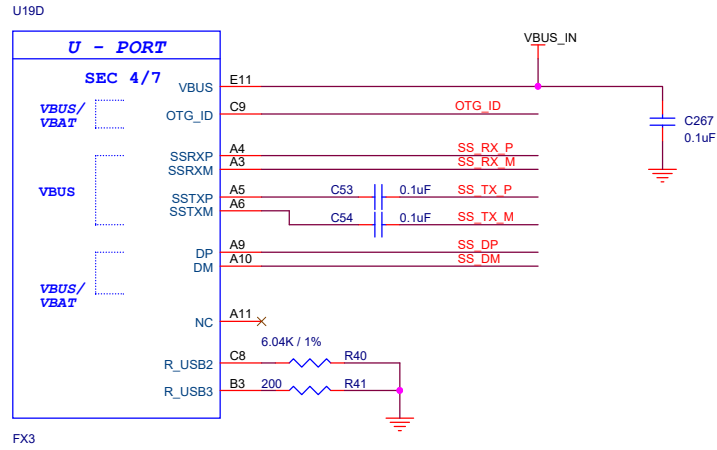 U19D
U - PORT
VBUS_IN
SEC 4/7
VBUS E11
VBUS/
VBAT
OTG_ID C9 OTG_ID
C267
0.1uF
SSRXP A4 SS_RX_P
SSRXM A3 SS_RX_M
VBUS
SSTXP A5 C53 0.1uF SS_TX_P
SSTXM A6 C54 0.1uF SS_TX_M
DP A9 SS_DP
DM A10 SS_DM
VBUS/
VBAT
NC A11
6.04K / 1%
R_USB2 C8 R40
R_USB3 B3 200 R41
FX3